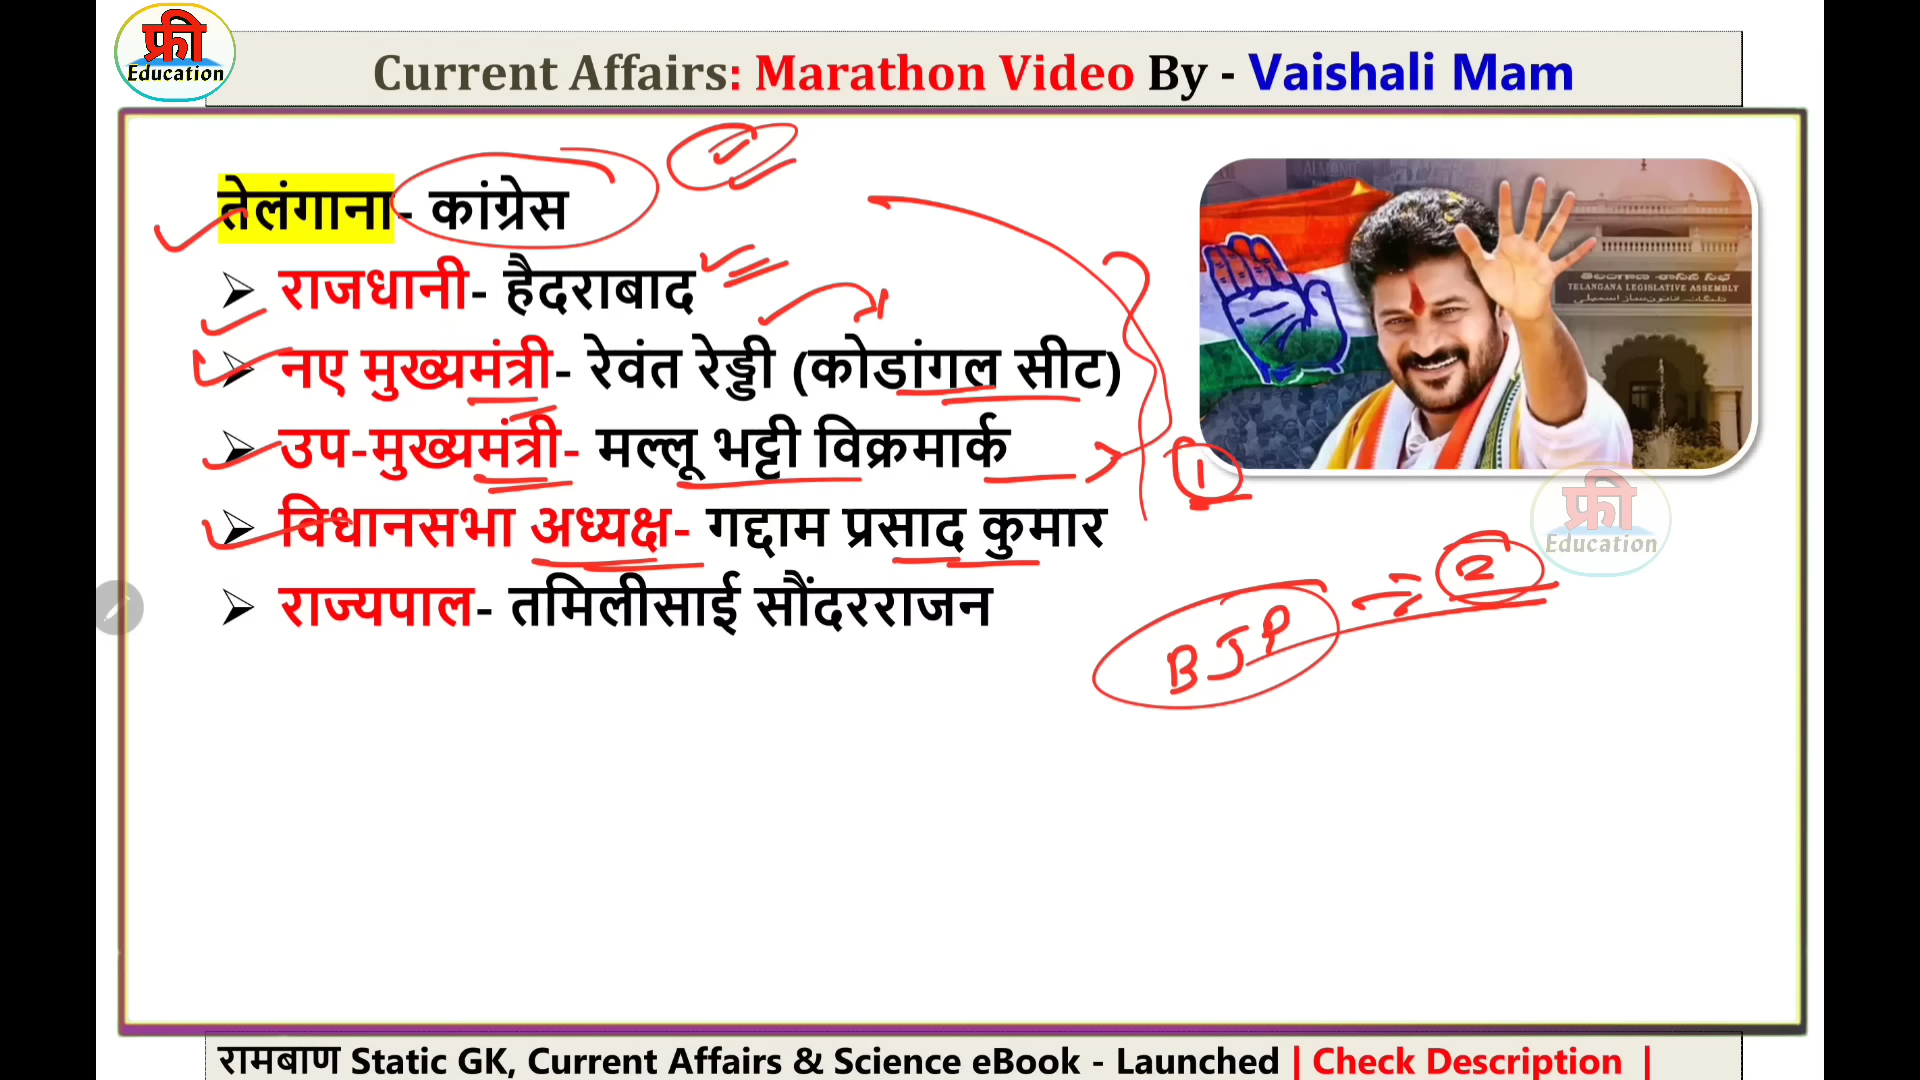 फ्री
Education
Current Affairs: Marathon Video By - Vaishali Mam
तेलंगाना- कांग्रेस
➢ राजधानी- हैदराबाद
➢ नए मुख्यमंत्री- रेवंत रेड्डी (कोडांगल सीट)
➢ उप-मुख्यमंत्री- मल्लू भट्टी विक्रमार्क
➢ विधानसभा अध्यक्ष- गद्दाम प्रसाद कुमार
➢ राज्यपाल- तमिलीसाई सौंदरराजन
తెలంగాణ శాసన సభ
TELANGANA LEGISLATIVE ASSEMBLY
1
फ्री
Education
BJP 2
रामबाण Static GK, Current Affairs & Science eBook - Launched | Check Description |